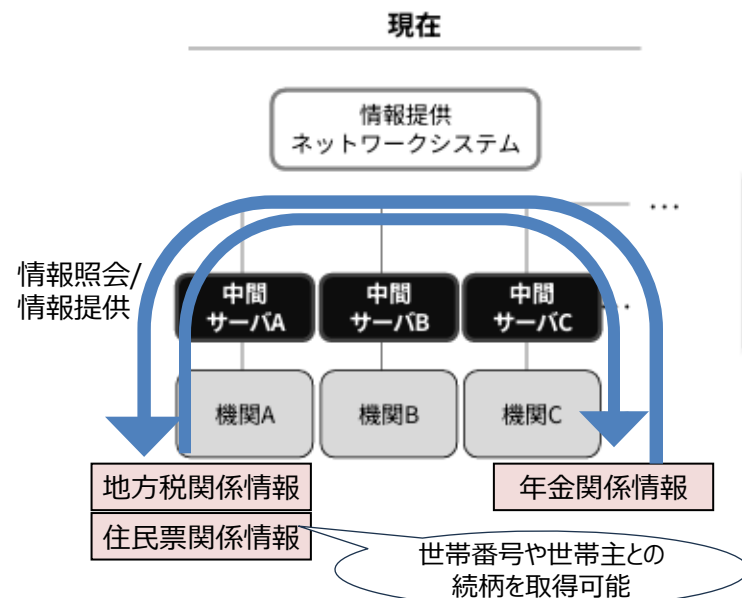 現在
情報提供
ネットワークシステム
…
情報照会/
情報提供
中間
サーバA
中間
サーバB
中間
サーバC
…
機関A
機関B
機関C
地方税関係情報
年金関係情報
住民票関係情報
世帯番号や世帯主との
続柄を取得可能